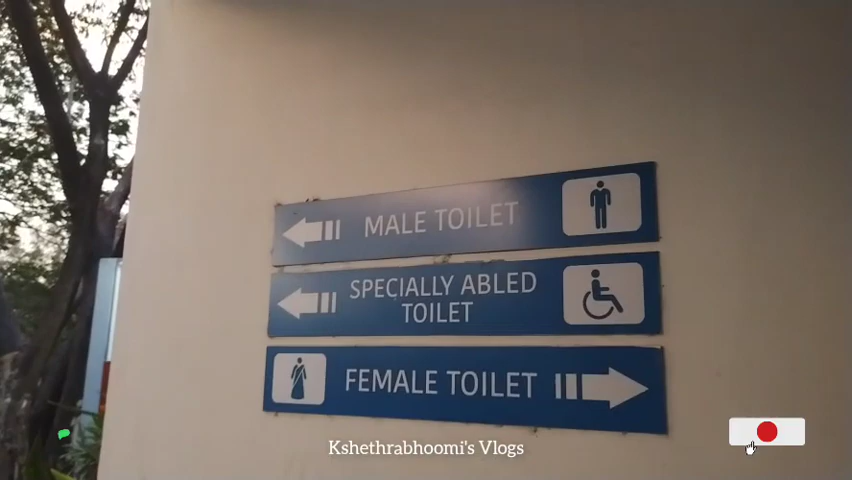 MALE TOILET
SPECIALLY ABLED
TOILET
FEMALE TOILET
Kshethrabhoomi's Vlogs